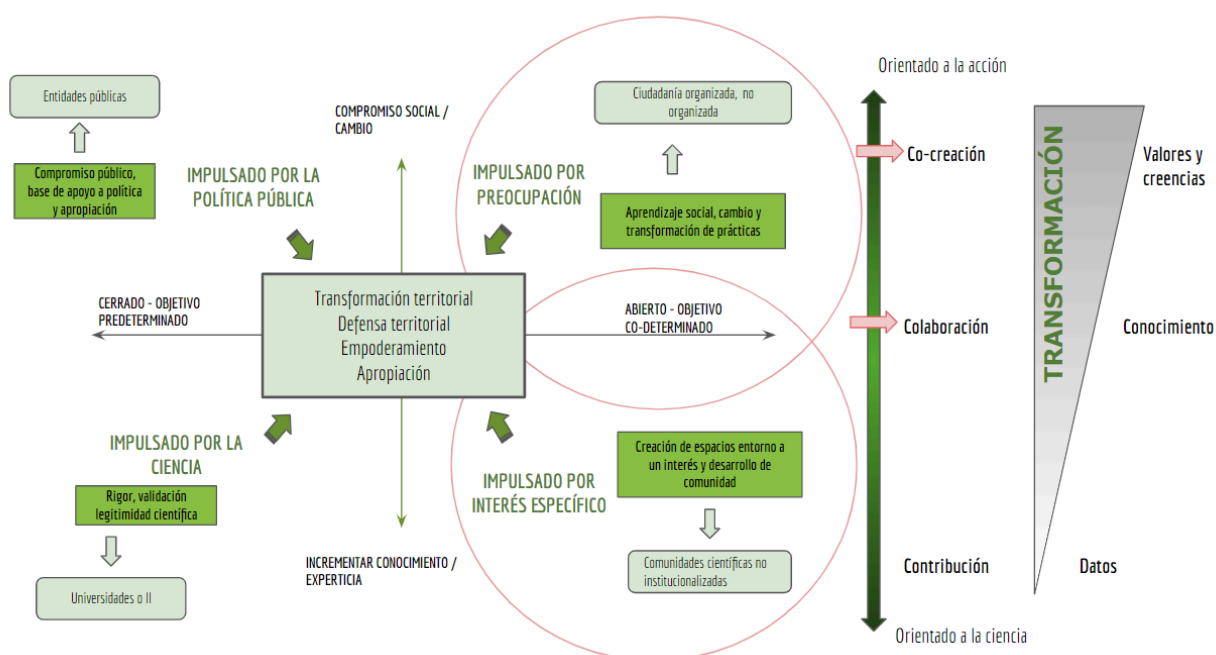 Entidades públicas
Compromiso público,
base de apoyo a política
y apropiación
IMPULSADO POR LA
POLÍTICA PÚBLICA
COMPROMISO SOCIAL /
CAMBIO
IMPULSADO POR
PREOCUPACIÓN
Ciudadanía organizada, no
organizada
Aprendizaje social, cambio y
transformación de prácticas
CERRADO - OBJETIVO
PREDETERMINADO
Transformación territorial
Defensa territorial
Empoderamiento
Apropiación
ABIERTO - OBJETIVO
CO-DETERMINADO
IMPULSADO POR LA
CIENCIA
Rigor, validación
legitimidad científica
Universidades o II
INCREMENTAR CONOCIMIENTO /
EXPERTICIA
IMPULSADO POR
INTERÉS ESPECÍFICO
Creación de espacios entorno a
un interés y desarrollo de
comunidad
Comunidades científicas no
institucionalizadas
Orientado a la acción
Co-creación
Colaboración
Contribución
Orientado a la ciencia
TRANSFORMACIÓN
Valores y
creencias
Conocimiento
Datos